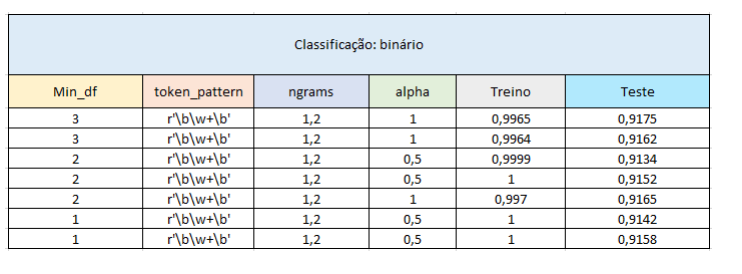 Classificação: binário
Min_df token_pattern ngrams alpha Treino Teste
3 r'\b\w+\b' 1,2 1 0,9965 0,9175
3 r'\b\w+\b' 1,2 1 0,9964 0,9162
2 r'\b\w+\b' 1,2 0,5 0,9999 0,9134
2 r'\b\w+\b' 1,2 0,5 1 0,9152
2 r'\b\w+\b' 1,2 1 0,997 0,9165
1 r'\b\w+\b' 1,2 0,5 1 0,9142
1 r'\b\w+\b' 1,2 0,5 1 0,9158